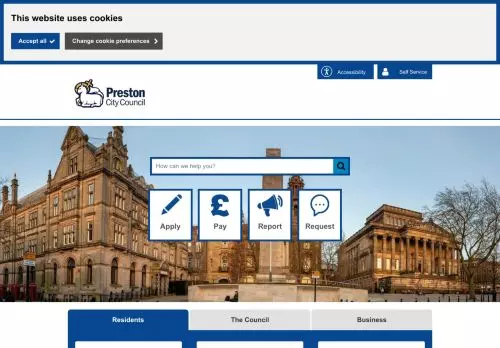 This website uses cookies
Accept all
Change cookie preferences
Accessibility
Self Service
Preston
City Council
How can we help you?
Apply
Pay
Report
Request
Residents
The Council
Business